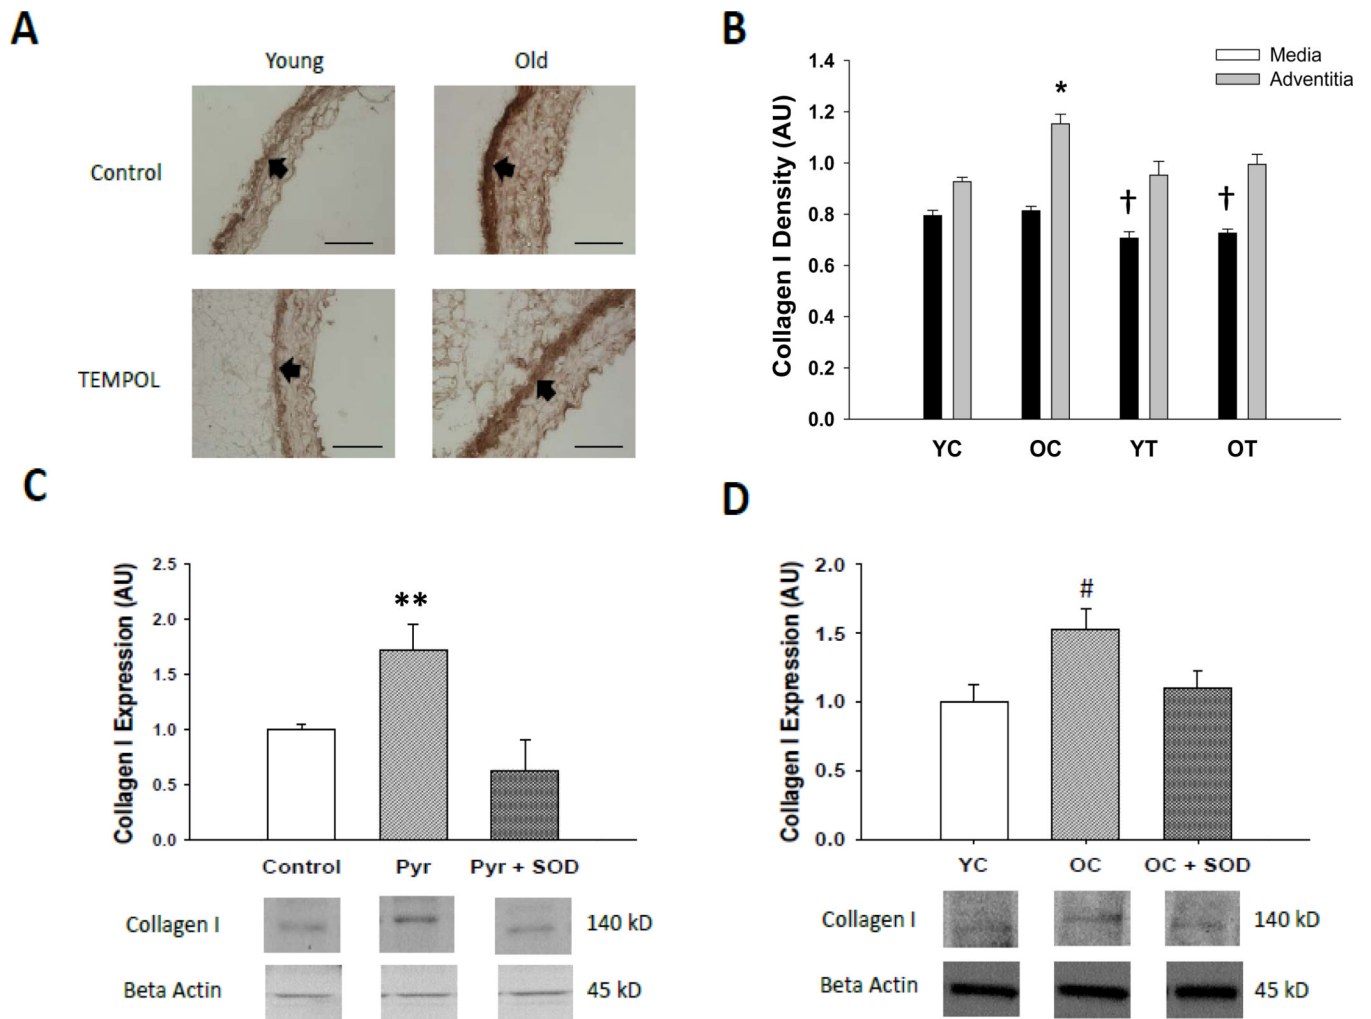 A
Young
Old
Control
TEMPOL
B
Media
Adventitia
Collagen I Density (AU)
1.4
1.2
1.0
0.8
0.6
0.4
0.2
0.0
*
†
†
YC
OC
YT
OT
C
Collagen I Expression (AU)
2.5
2.0
1.5
1.0
0.5
0.0
**
Control
Pyr
Pyr + SOD
Collagen I
140 kD
Beta Actin
45 kD
D
Collagen I Expression (AU)
2.0
1.5
1.0
0.5
0.0
#
YC
OC
OC + SOD
Collagen I
140 kD
Beta Actin
45 kD